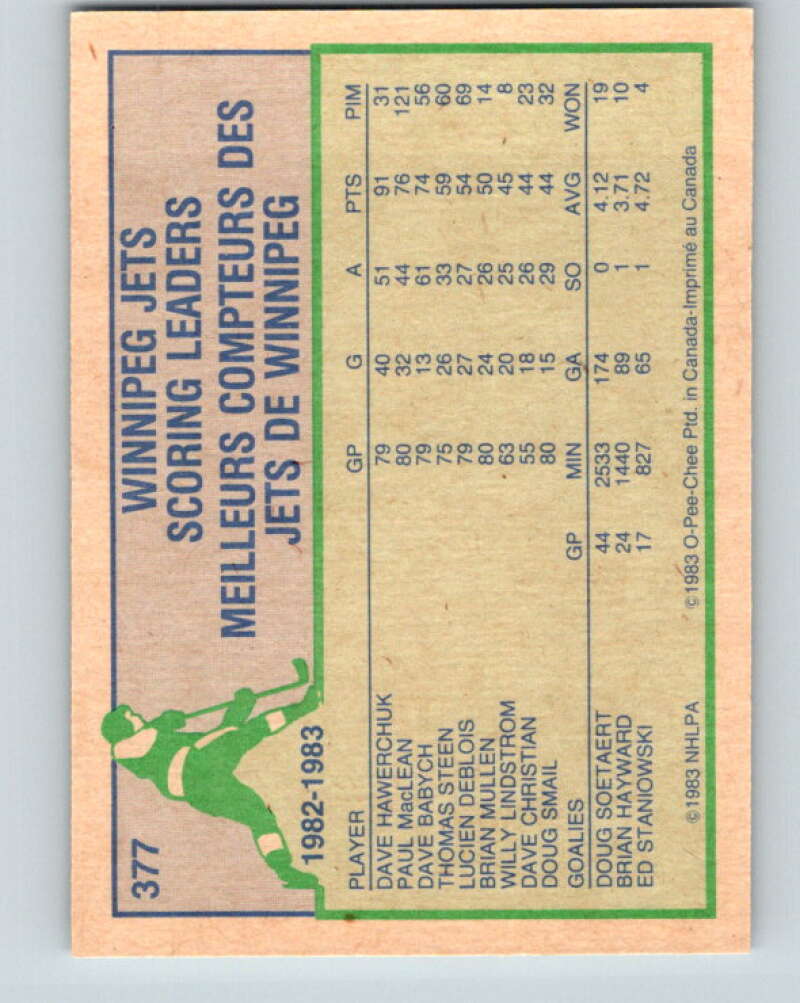 377
WINNIPEG JETS
SCORING LEADERS
MEILLEURS COMPTEURS DES
JETS DE WINNIPEG
1982-1983
PLAYER GP G A PTS PIM
DAVE HAWERCHUK 79 40 51 91 31
PAUL MacLEAN 80 32 44 76 121
DAVE BABYCH 79 13 61 74 56
THOMAS STEEN 75 26 33 59 60
LUCIEN DEBLOIS 79 27 27 54 69
BRIAN MULLEN 80 24 26 50 14
WILLY LINDSTROM 63 20 25 45 8
DAVE CHRISTIAN 55 18 26 44 23
DOUG SMAIL 80 15 29 44 32
GOALIES GP MIN GA SO AVG WON
DOUG SOETAERT 44 2533 174 0 4.12 19
BRIAN HAYWARD 24 1440 89 1 3.71 10
ED STANIOWSKI 17 827 65 1 4.72 4
©1983 NHLPA ©1983 O-Pee-Chee Ptd. in Canada-Imprimé au Canada